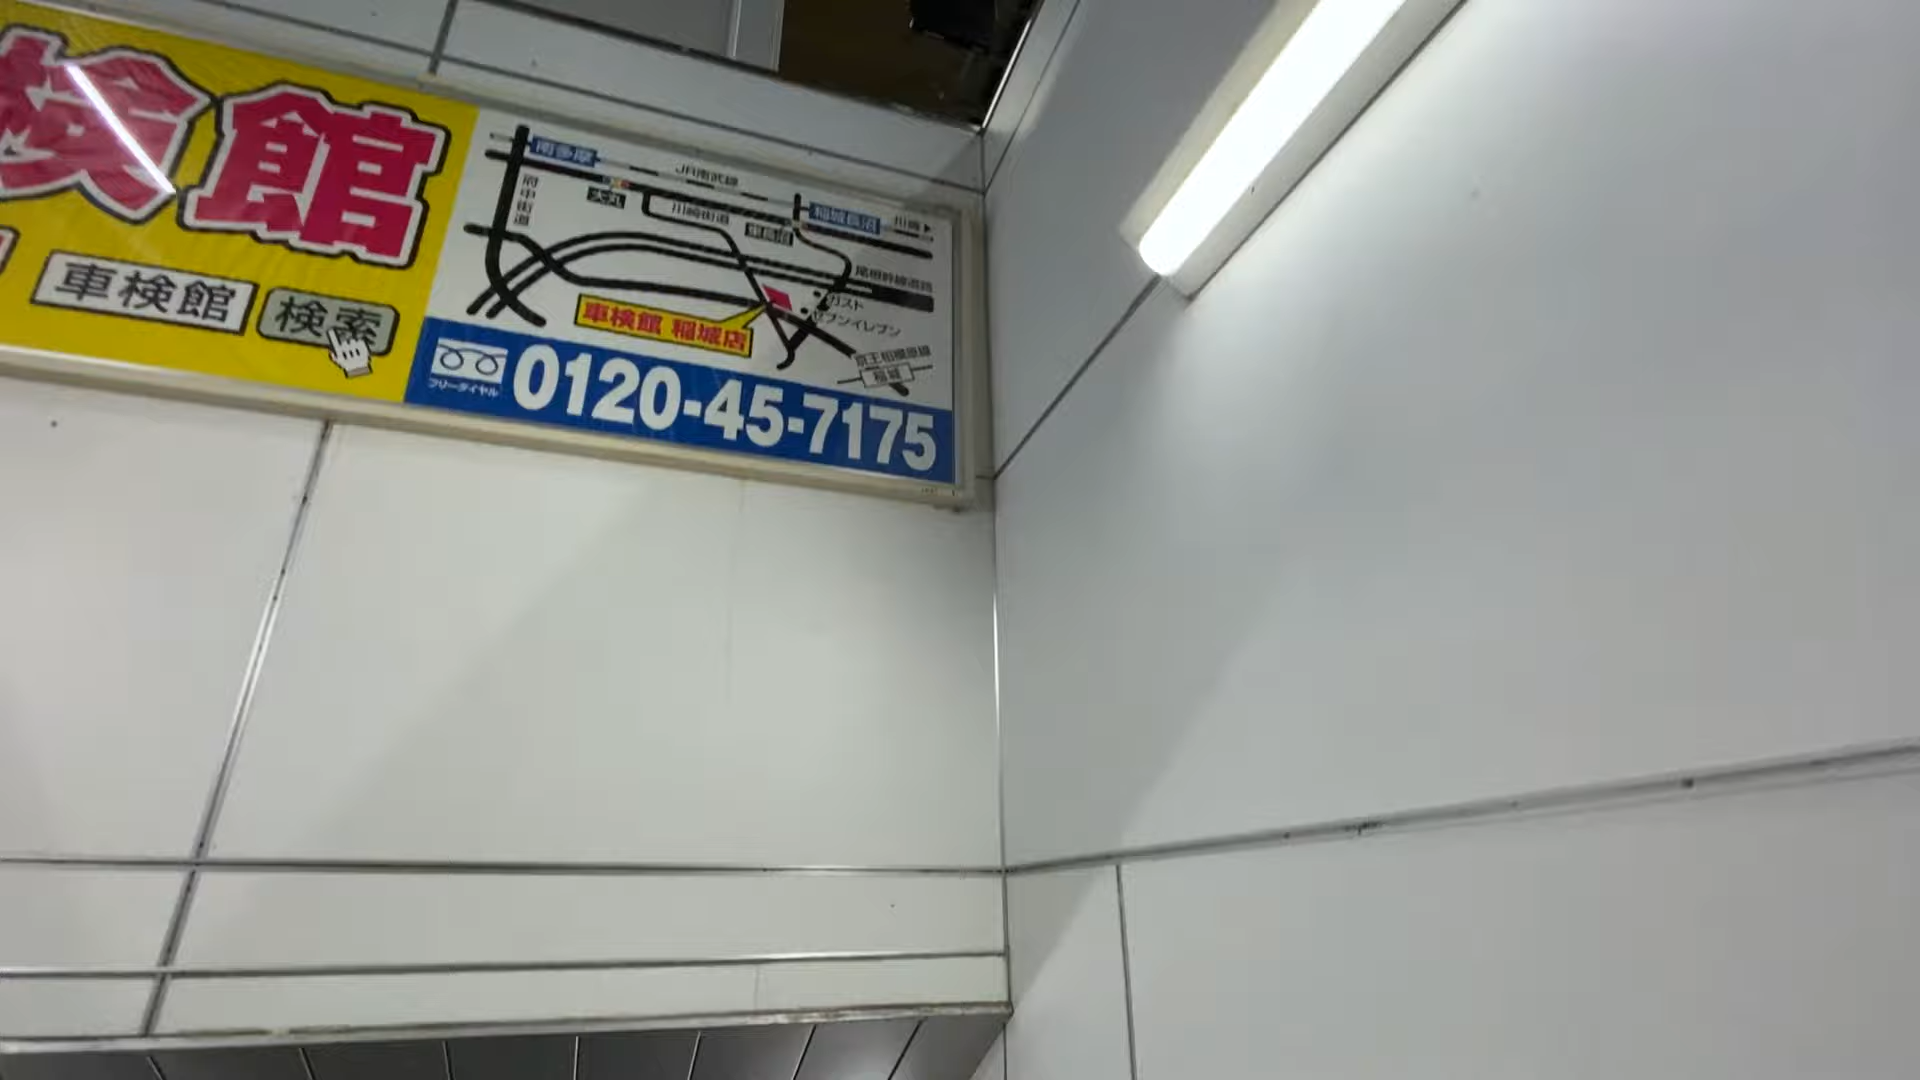 検館
車検館 検索
南多摩
JR南武線
府中街道
大丸
川崎街道
稲城長沼
川崎▶
東長沼
尾根幹線道路
ガスト
セブンイレブン
車検館 稲城店
京王相模原線
稲城
フリーダイヤル
0120-45-7175